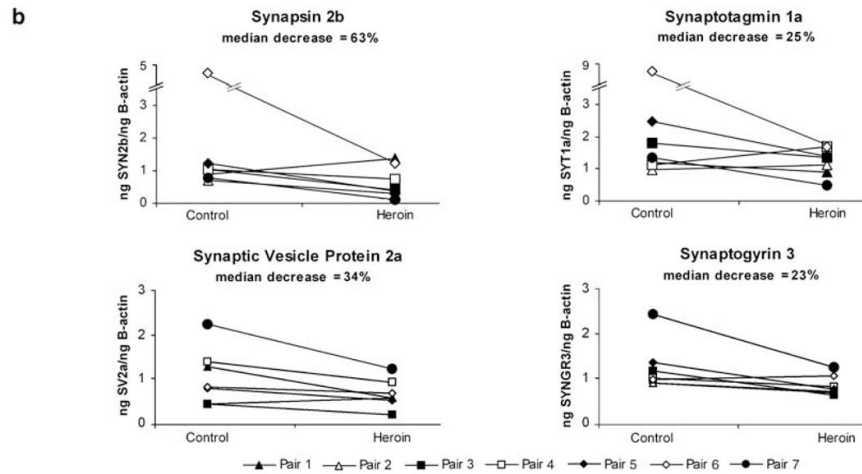 b
Synapsin 2b
median decrease = 63%
ng SYN2b/ng B-actin
5
3
2
1
0
Control
Heroin
Synaptotagmin 1a
median decrease = 25%
ng SYT1a/ng B-actin
9
3
2
1
0
Control
Heroin
Synaptic Vesicle Protein 2a
median decrease = 34%
ng SV2a/ng B-actin
3
2
1
0
Control
Heroin
Synaptogyrin 3
median decrease = 23%
ng SYNGR3/ng B-actin
3
2
1
0
Control
Heroin
Pair 1 Pair 2 Pair 3 Pair 4 Pair 5 Pair 6 Pair 7